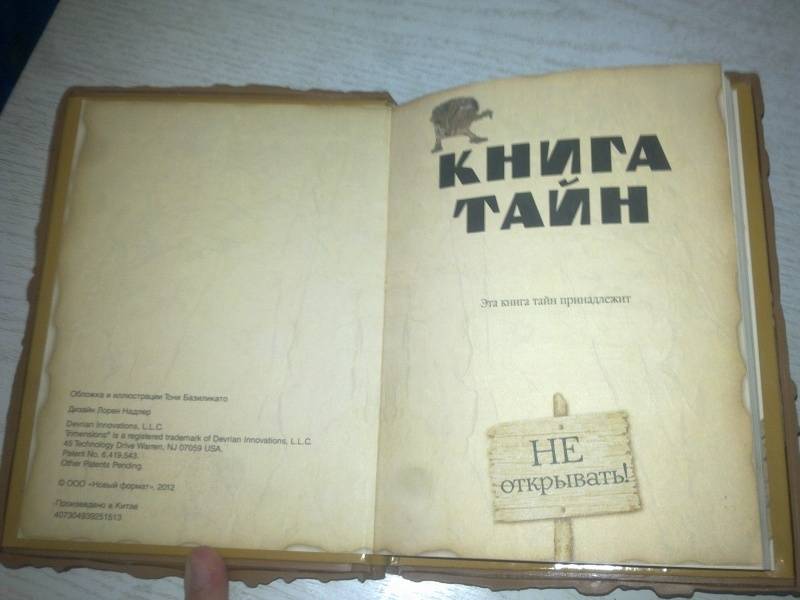 Обложка и иллюстрации Тони Базиликато
Дизайн Лорен Надлер
Devrian Innovations, L.L.C.
is a registered trademark of Devrian Innovations, L.L.C.
45 Technology Drive Warren, NJ 07059 USA.
Patent No. 6,419,543.
Other Patents Pending.
© ООО «Новый формат», 2012
Произведено в Китае
407304939251513
КНИГА
ТАЙН
Эта книга тайн принадлежит
НЕ
открывать!